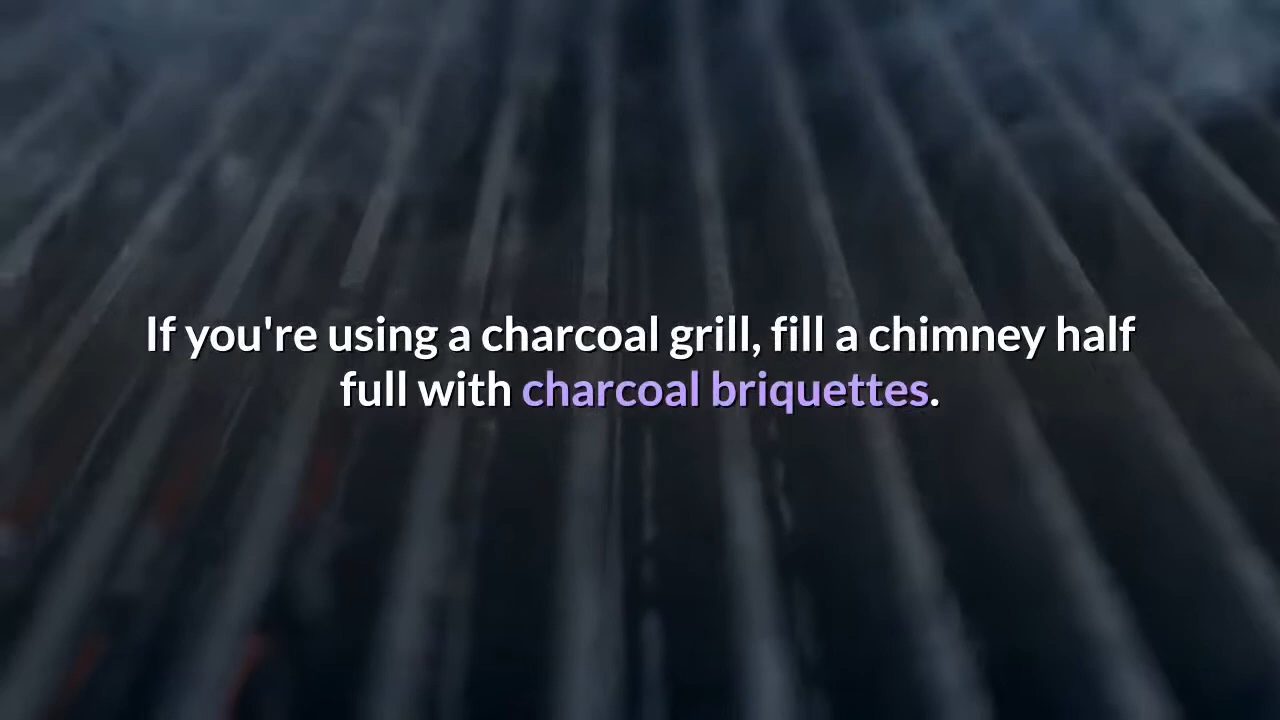 If you're using a charcoal grill, fill a chimney half
full with charcoal briquettes.